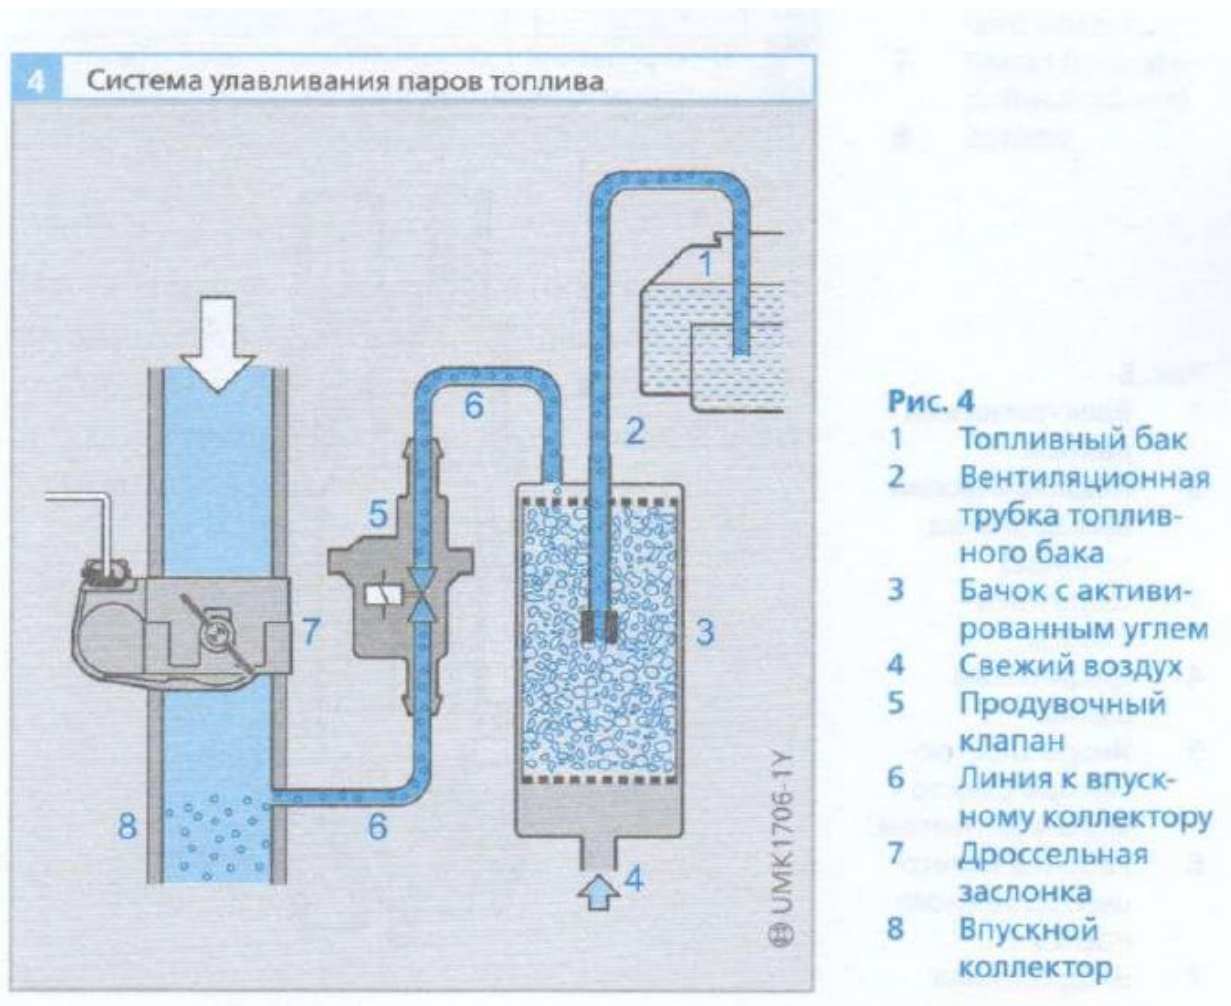 4 Система улавливания паров топлива
1
2
6
5
3
7
8
6
4
UMK1706-1Y
Рис. 4
1 Топливный бак
2 Вентиляционная
трубка топлив-
ного бака
3 Бачок с активи-
рованным углем
4 Свежий воздух
5 Продувочный
клапан
6 Линия к впуск-
ному коллектору
7 Дроссельная
заслонка
8 Впускной
коллектор